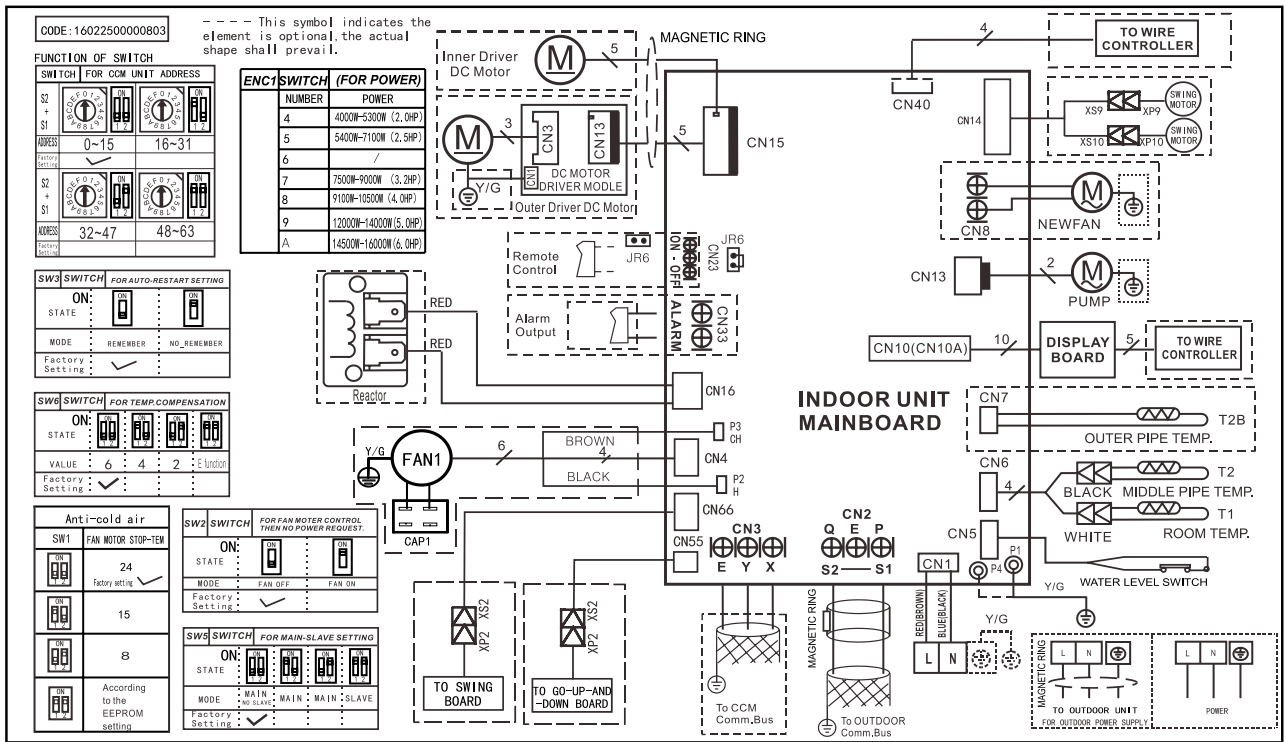 CODE:16022500000803
---- This symbol indicates the
element is optional,the actual
shape shall prevail.
FUNCTION OF SWITCH
SWITCH FOR CCM UNIT ADDRESS
S2
+
S1
ADDRESS 0~15 16~31
Factory
Setting
S2
+
S1
ADDRESS 32~47 48~63
Factory
Setting
ENC1 SWITCH (FOR POWER)
NUMBER POWER
4 4000W-5300W (2.0HP)
5 5400W-7100W (2.5HP)
6 /
7 7500W-9000W (3.2HP)
8 9100W-10500W (4.0HP)
9 12000W-14000W(5.0HP)
A 14500W-16000W(6.0HP)
SW3 SWITCH FOR AUTO-RESTART SETTING
ON
STATE
ON
ON
MODE REMEMBER NO_REMEMBER
Factory
Setting
SW6 SWITCH FOR TEMP.COMPENSATION
ON
STATE
VALUE 6 4 2 E function
Factory
Setting
Anti-cold air
SW1 FAN MOTOR STOP-TEM
24
Factory setting
15
8
According
to the
EEPROM
setting
SW2 SWITCH FOR FAN MOTER CONTROL
THEN NO POWER REQUEST.
ON
STATE
ON
ON
MODE FAN OFF FAN ON
Factory
Setting
SW5 SWITCH FOR MAIN-SLAVE SETTING
ON
STATE
MODE MAIN
NO SLAVE
MAIN MAIN SLAVE
Factory
Setting
Inner Driver
DC Motor
M
5
MAGNETIC RING
M
3
CN3
CN13
CN1
DC MOTOR
DRIVER MODLE
Y/G
Outer Driver DC Motor
5
CN15
Remote
Control
JR6
ON-OFF
CN23
JR6
Alarm
Output
ALARM
CN33
RED
RED
Reactor
CN16
Y/G
FAN1
6
BROWN
4
BLACK
P3
CH
CN4
P2
H
CAP1
CN66
CN55
XS2
XP2
TO SWING
BOARD
XS2
XP2
TO GO-UP-AND
-DOWN BOARD
INDOOR UNIT
MAINBOARD
CN3
E Y X
To CCM
Comm.Bus
CN2
Q E P
S2 — S1
MAGNETIC RING
To OUTDOOR
Comm.Bus
CN1
RED(BROWN)
BLUE(BLACK)
L N
Y/G
P4
P1
Y/G
CN40
4
TO WIRE
CONTROLLER
CN14
XS9
XP9
SWING
MOTOR
XS10
XP10
SWING
MOTOR
CN8
M
NEWFAN
CN13
2
M
PUMP
CN10(CN10A)
10
DISPLAY
BOARD
5
TO WIRE
CONTROLLER
CN7
T2B
OUTER PIPE TEMP.
CN6
4
T2
BLACK MIDDLE PIPE TEMP.
T1
WHITE ROOM TEMP.
CN5
WATER LEVEL SWITCH
MAGNETIC RING
L N
TO OUTDOOR UNIT
FOR OUTDOOR POWER SUPPLY
L N
POWER